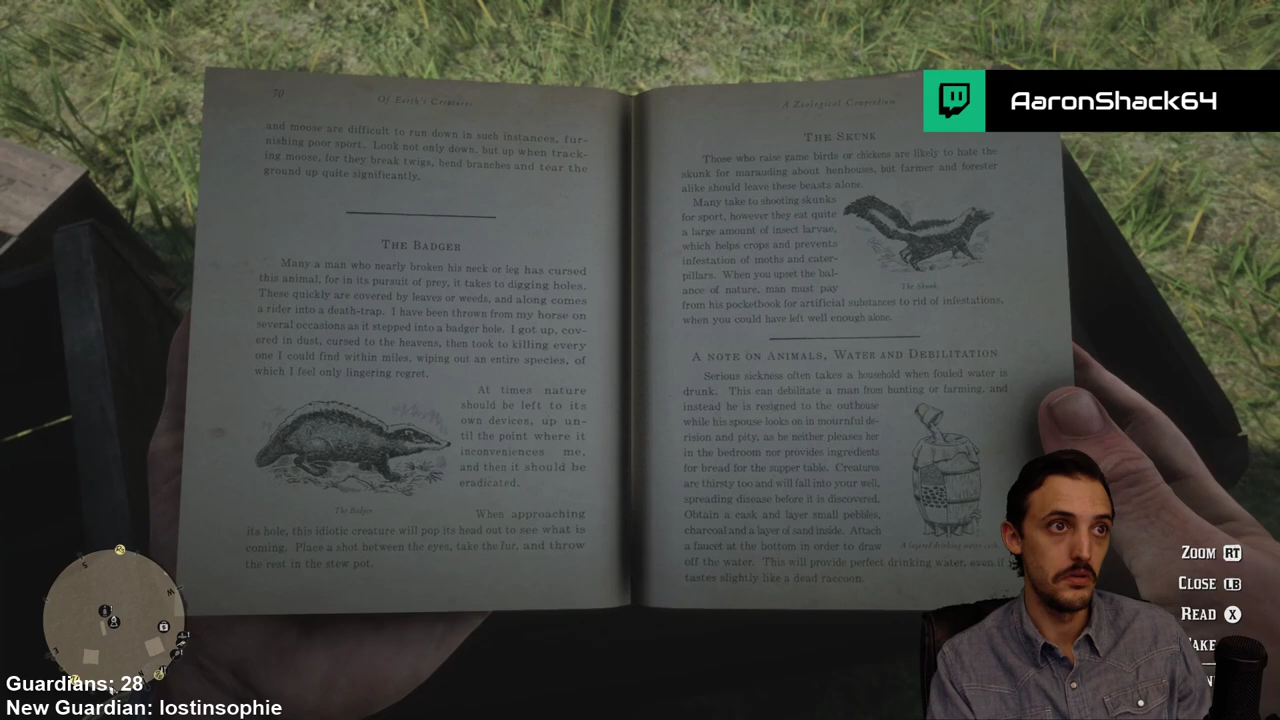 70
Of Earth's Creatures
and moose are difficult to run down in such instances, fur-
nishing poor sport. Look not only down, but up when track-
ing moose, for they break twigs, bend branches and tear the
ground up quite significantly.
THE BADGER
Many a man who nearly broken his neck or leg has cursed
this animal, for in its pursuit of prey, it takes to digging holes.
These quickly are covered by leaves or weeds, and along comes
a rider into a death-trap. I have been thrown from my horse on
several occasions as it stepped into a badger hole. I got up, cov-
ered in dust, cursed to the heavens, then took to killing every
one I could find within miles, wiping out an entire species, of
which I feel only lingering regret.
At times nature
should be left to its
own devices, up un-
til the point where it
inconveniences me,
and then it should be
eradicated.
The Badger
When approaching
its hole, this idiotic creature will pop its head out to see what is
coming. Place a shot between the eyes, take the fur, and throw
the rest in the stew pot.
A Zoological Compendium
THE SKUNK
Those who raise game birds or chickens are likely to hate the
skunk for marauding about henhouses, but farmer and forester
alike should leave these beasts alone.
Many take to shooting skunks
for sport, however they eat quite
a large amount of insect larvae,
which helps crops and prevents
infestation of moths and cater-
pillars. When you upset the bal-
ance of nature, man must pay
The Skunk
from his pocketbook for artificial substances to rid of infestations,
when you could have left well enough alone.
A NOTE ON ANIMALS, WATER AND DEBILITATION
Serious sickness often takes a household when fouled water is
drunk. This can debilitate a man from hunting or farming, and
instead he is resigned to the outhouse
while his spouse looks on in mournful de-
rision and pity, as he neither pleases her
in the bedroom nor provides ingredients
for bread for the supper table. Creatures
are thirsty too and will fall into your well,
spreading disease before it is discovered.
Obtain a cask and layer small pebbles,
charcoal and a layer of sand inside. Attach
a faucet at the bottom in order to draw
A layered drinking water cask
off the water. This will provide perfect drinking water, even if
tastes slightly like a dead raccoon.
AaronShack64
ZOOM RT
CLOSE LB
READ X
S
W
Guardians: 28
New Guardian: lostinsophie